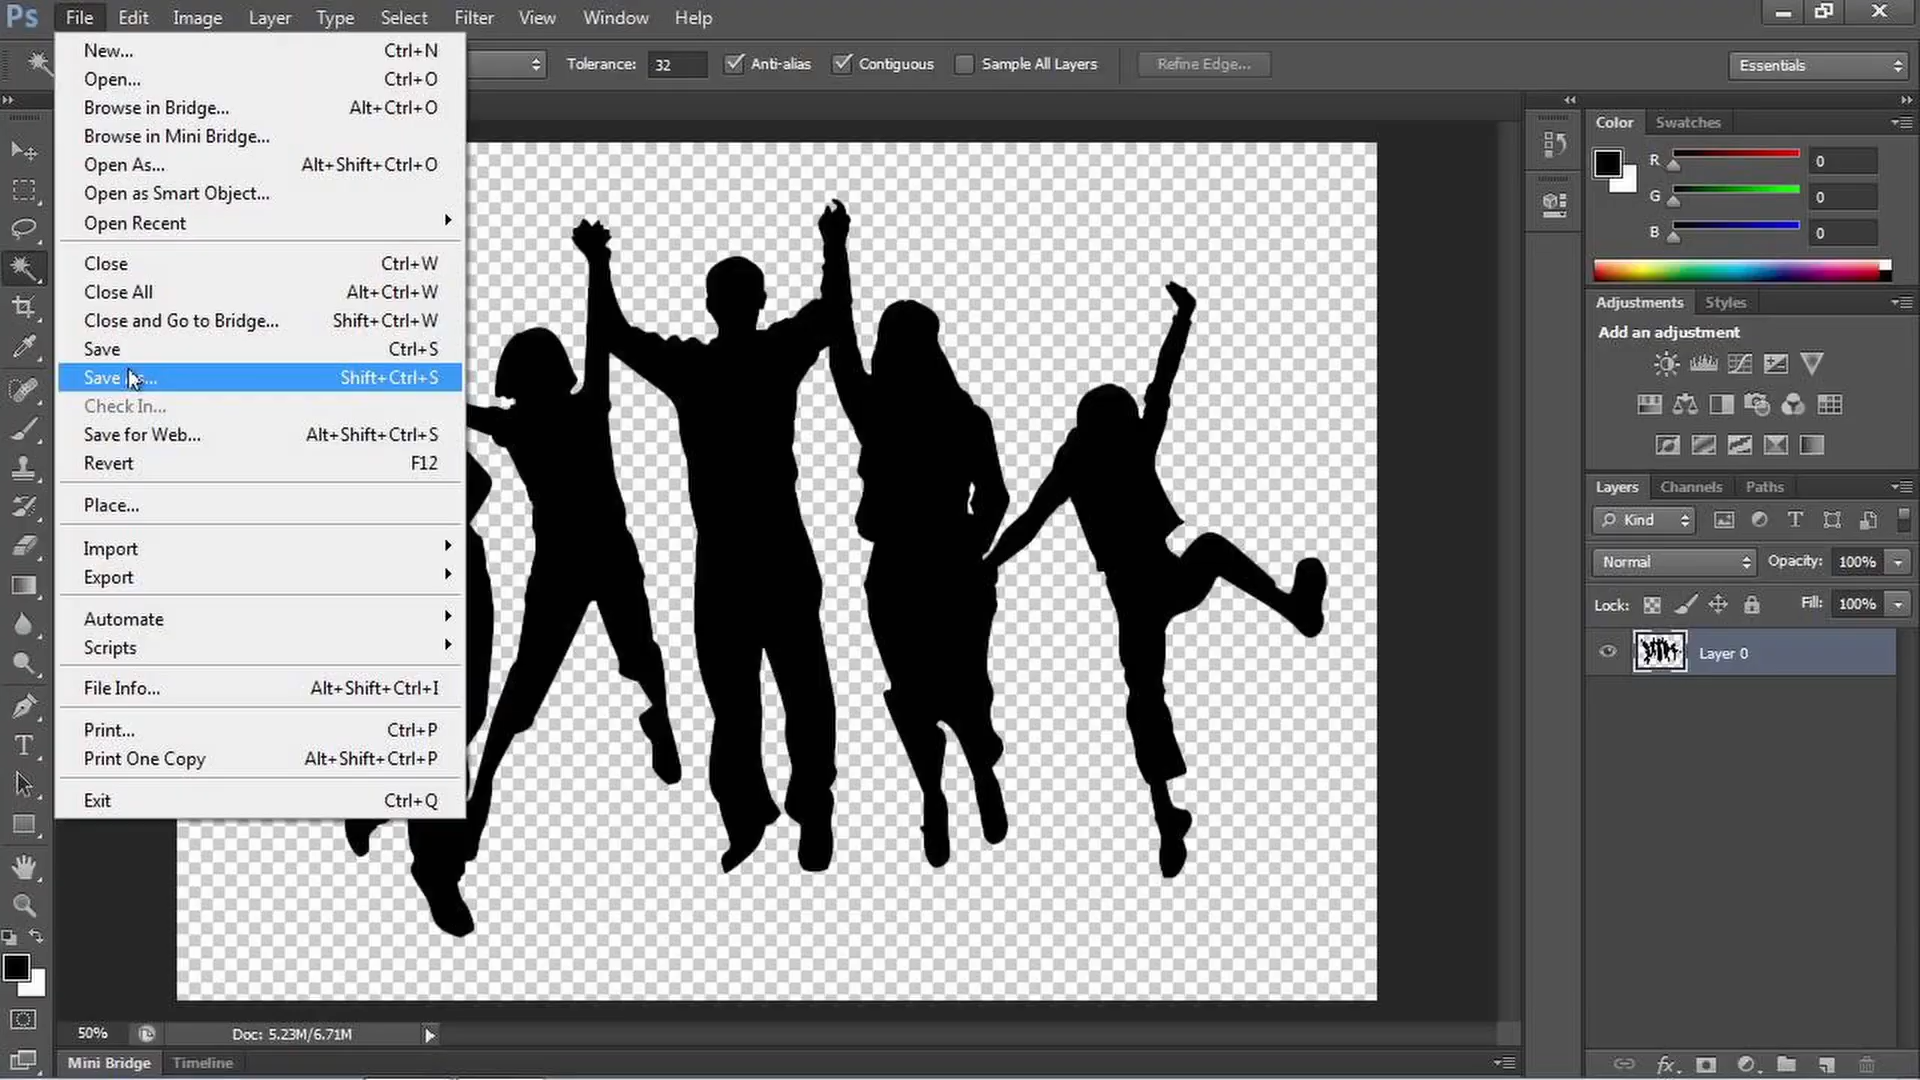 Ps File Edit Image Layer Type Select Filter View Window Help
Tolerance: 32 Anti-alias Contiguous Sample All Layers Refine Edge... Essentials
New... Ctrl+N
Open... Ctrl+O
Browse in Bridge... Alt+Ctrl+O
Browse in Mini Bridge...
Open As... Alt+Shift+Ctrl+O
Open as Smart Object...
Open Recent
Close Ctrl+W
Close All Alt+Ctrl+W
Close and Go to Bridge... Shift+Ctrl+W
Save Ctrl+S
Save ... Shift+Ctrl+S
Check In...
Save for Web... Alt+Shift+Ctrl+S
Revert F12
Place...
Import
Export
Automate
Scripts
File Info... Alt+Shift+Ctrl+I
Print... Ctrl+P
Print One Copy Alt+Shift+Ctrl+P
Exit Ctrl+Q
Color Swatches
R 0
G 0
B 0
Adjustments Styles
Add an adjustment
Layers Channels Paths
Kind
Normal Opacity: 100%
Lock: Fill: 100%
Layer 0
50% Doc: 5.23M/6.71M
Mini Bridge Timeline